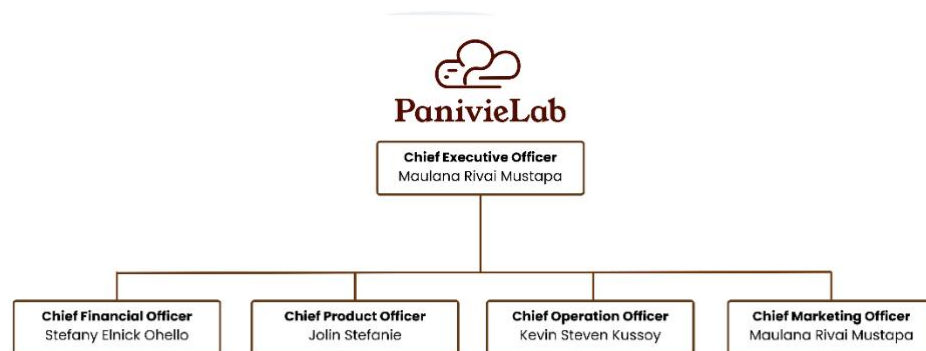 PanivieLab
Chief Executive Officer
Maulana Rivai Mustapa
Chief Financial Officer
Stefany Elnick Ohello
Chief Product Officer
Jolin Stefanie
Chief Operation Officer
Kevin Steven Kussoy
Chief Marketing Officer
Maulana Rivai Mustapa